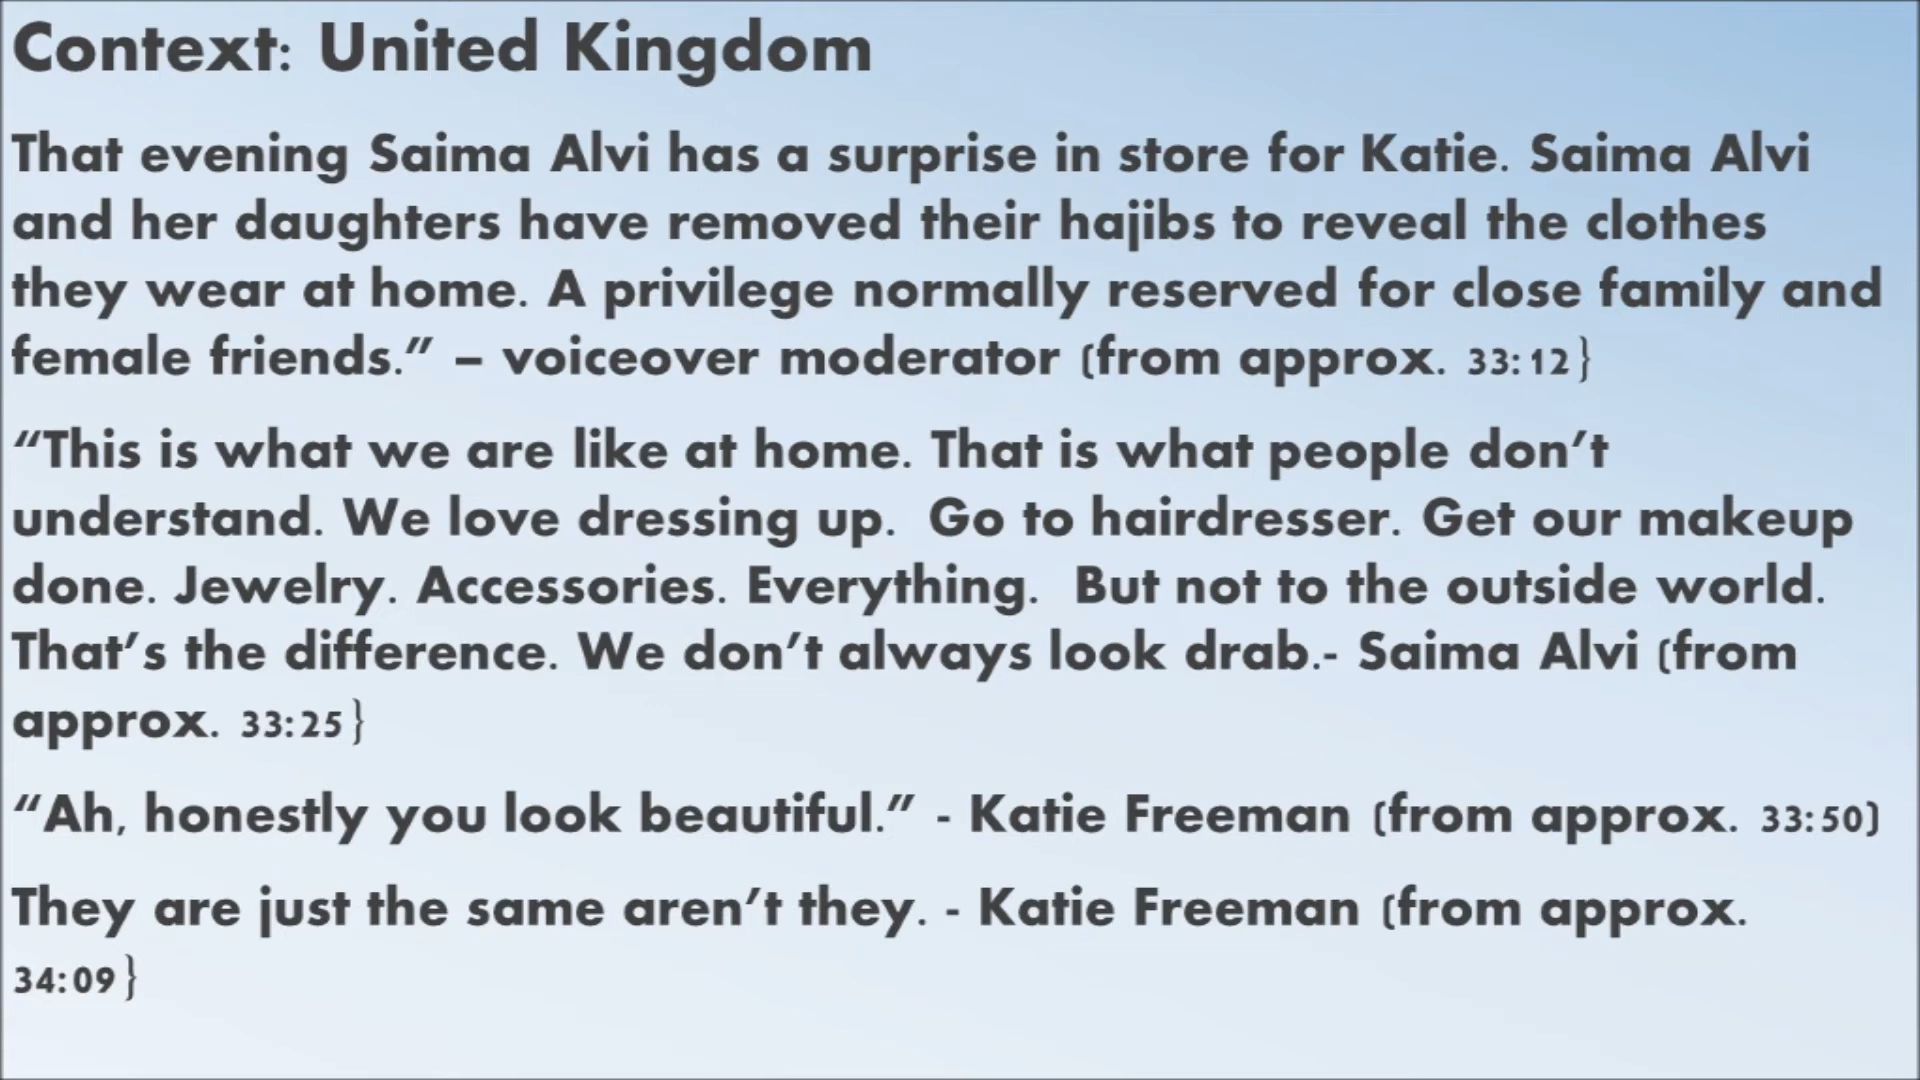 Context: United Kingdom
That evening Saima Alvi has a surprise in store for Katie. Saima Alvi
and her daughters have removed their hajibs to reveal the clothes
they wear at home. A privilege normally reserved for close family and
female friends.” – voiceover moderator (from approx. 33:12}
“This is what we are like at home. That is what people don’t
understand. We love dressing up.  Go to hairdresser. Get our makeup
done. Jewelry. Accessories. Everything.  But not to the outside world.
That’s the difference. We don’t always look drab.- Saima Alvi (from
approx. 33:25}
“Ah, honestly you look beautiful.” - Katie Freeman (from approx. 33:50)
They are just the same aren’t they. - Katie Freeman (from approx.
34:09}